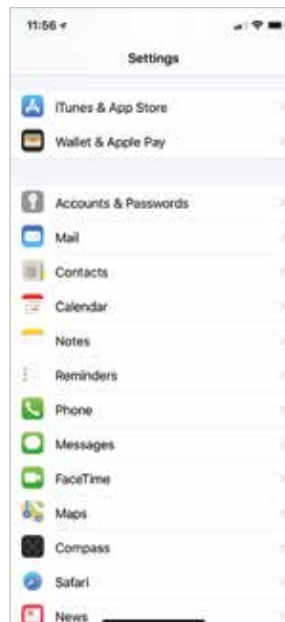 11:56
Settings
iTunes & App Store
Wallet & Apple Pay
Accounts & Passwords
Mail
Contacts
Calendar
Notes
Reminders
Phone
Messages
FaceTime
Maps
Compass
Safari
News